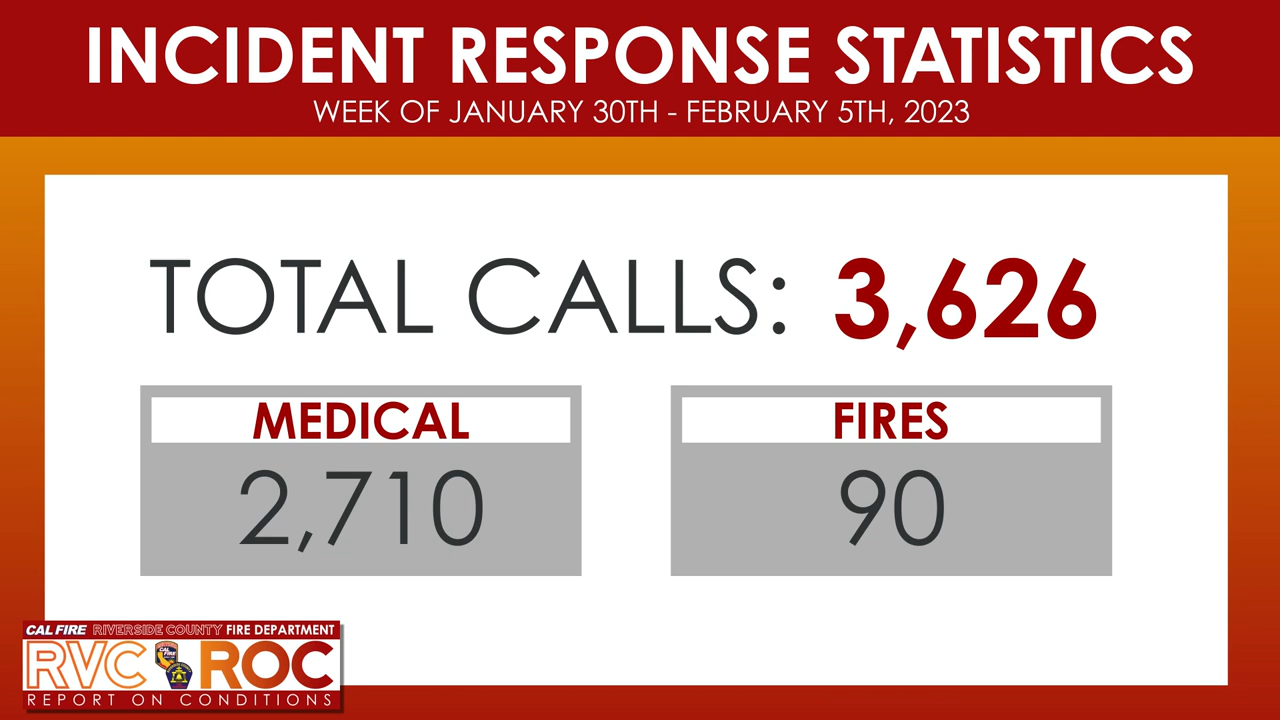 INCIDENT RESPONSE STATISTICS
WEEK OF JANUARY 30TH - FEBRUARY 5TH, 2023
TOTAL CALLS: 3,626
MEDICAL
2,710
FIRES
90
CAL FIRE RIVERSIDE COUNTY FIRE DEPARTMENT
RVC ROC
REPORT ON CONDITIONS